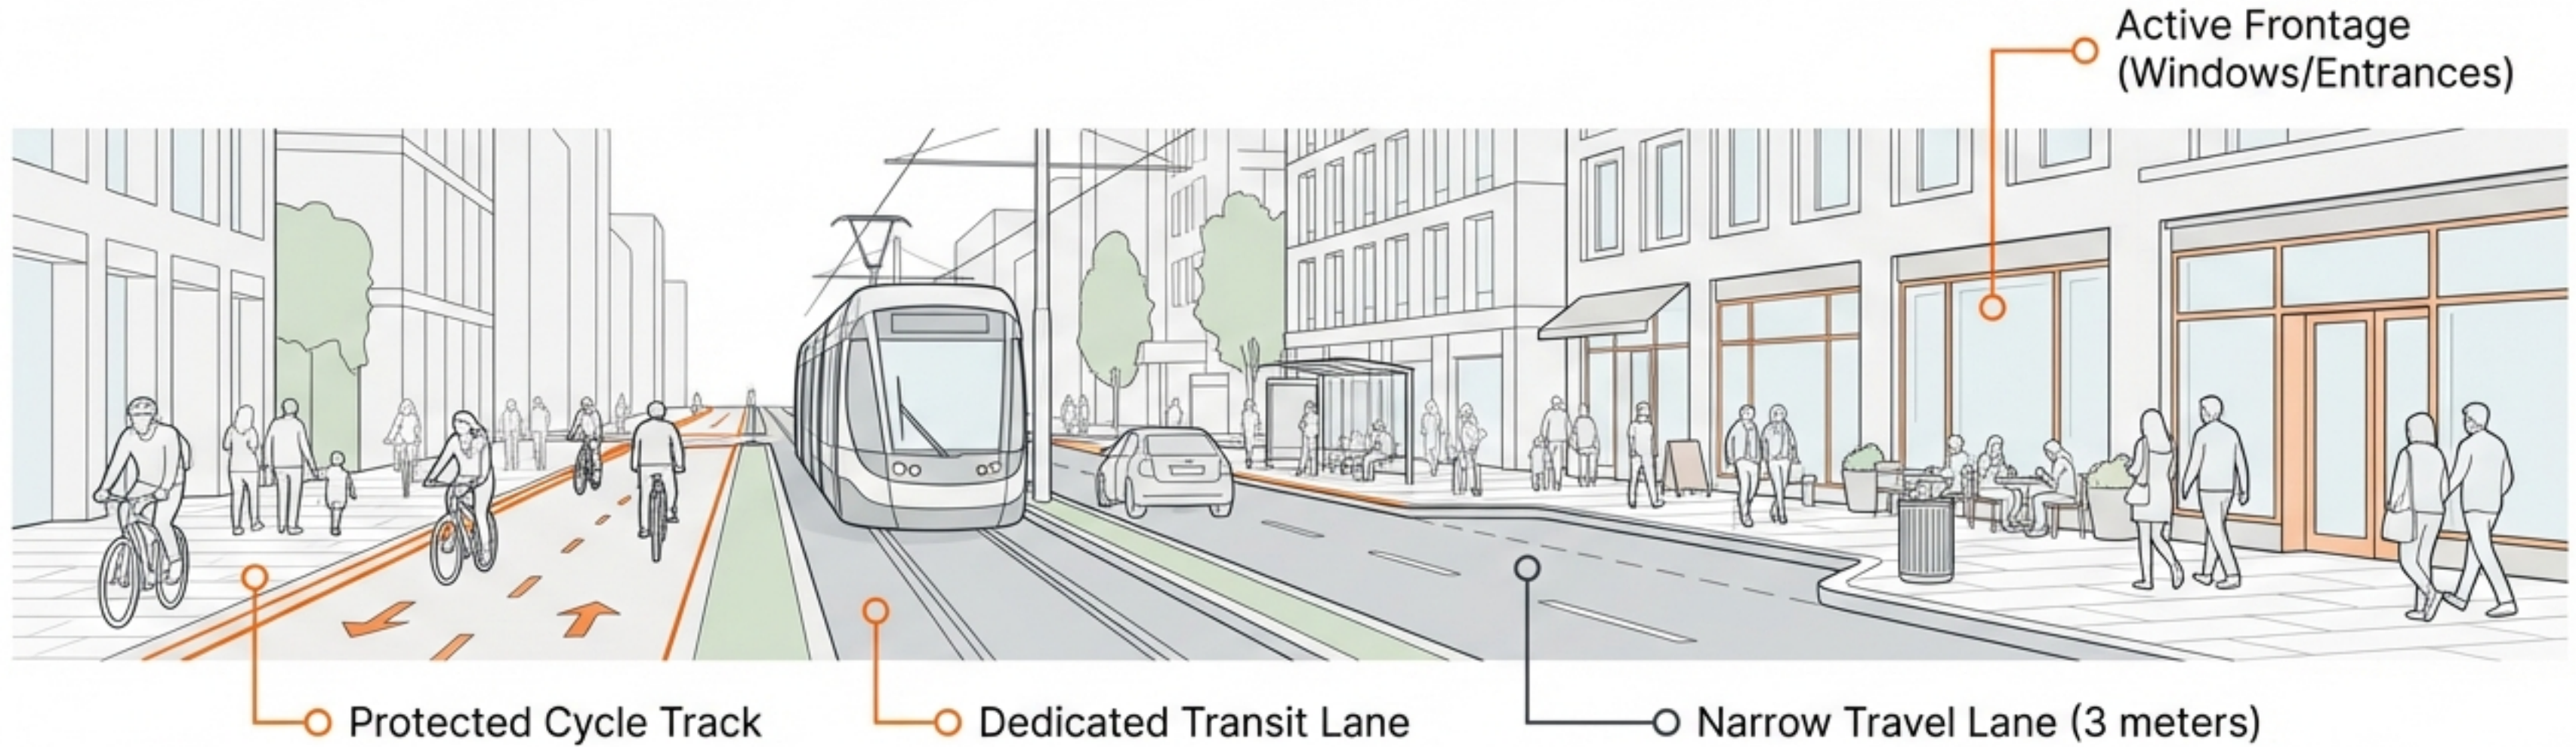 Active Frontage
(Windows/Entrances)
Protected Cycle Track
Dedicated Transit Lane
Narrow Travel Lane (3 meters)